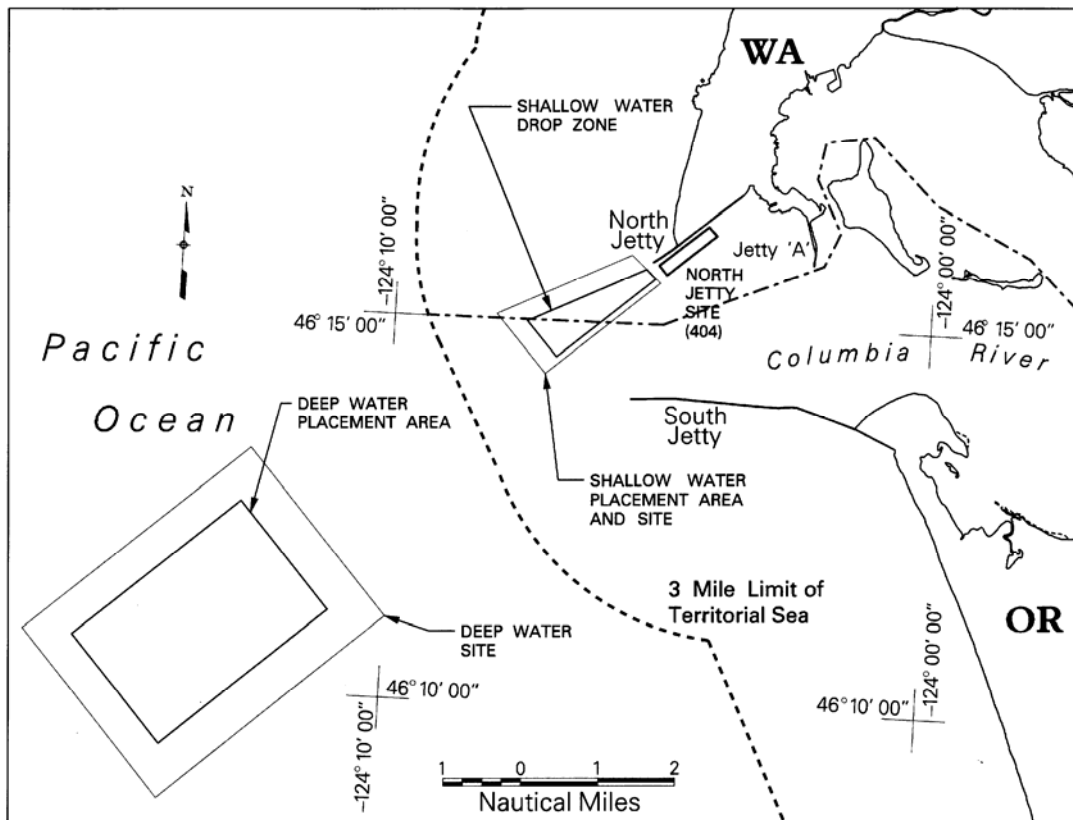 WA
SHALLOW WATER
DROP ZONE
N
-124° 10' 00"
46° 15' 00"
North
Jetty
Jetty 'A'
NORTH
JETTY
SITE
(404)
-124° 00' 00"
46° 15' 00"
Columbia River
Pacific
Ocean
DEEP WATER
PLACEMENT AREA
South
Jetty
SHALLOW WATER
PLACEMENT AREA
AND SITE
3 Mile Limit of
Territorial Sea
OR
DEEP WATER
SITE
46° 10' 00"
-124° 10' 00"
46° 10' 00"
-124° 00' 00"
1 0 1 2
Nautical Miles